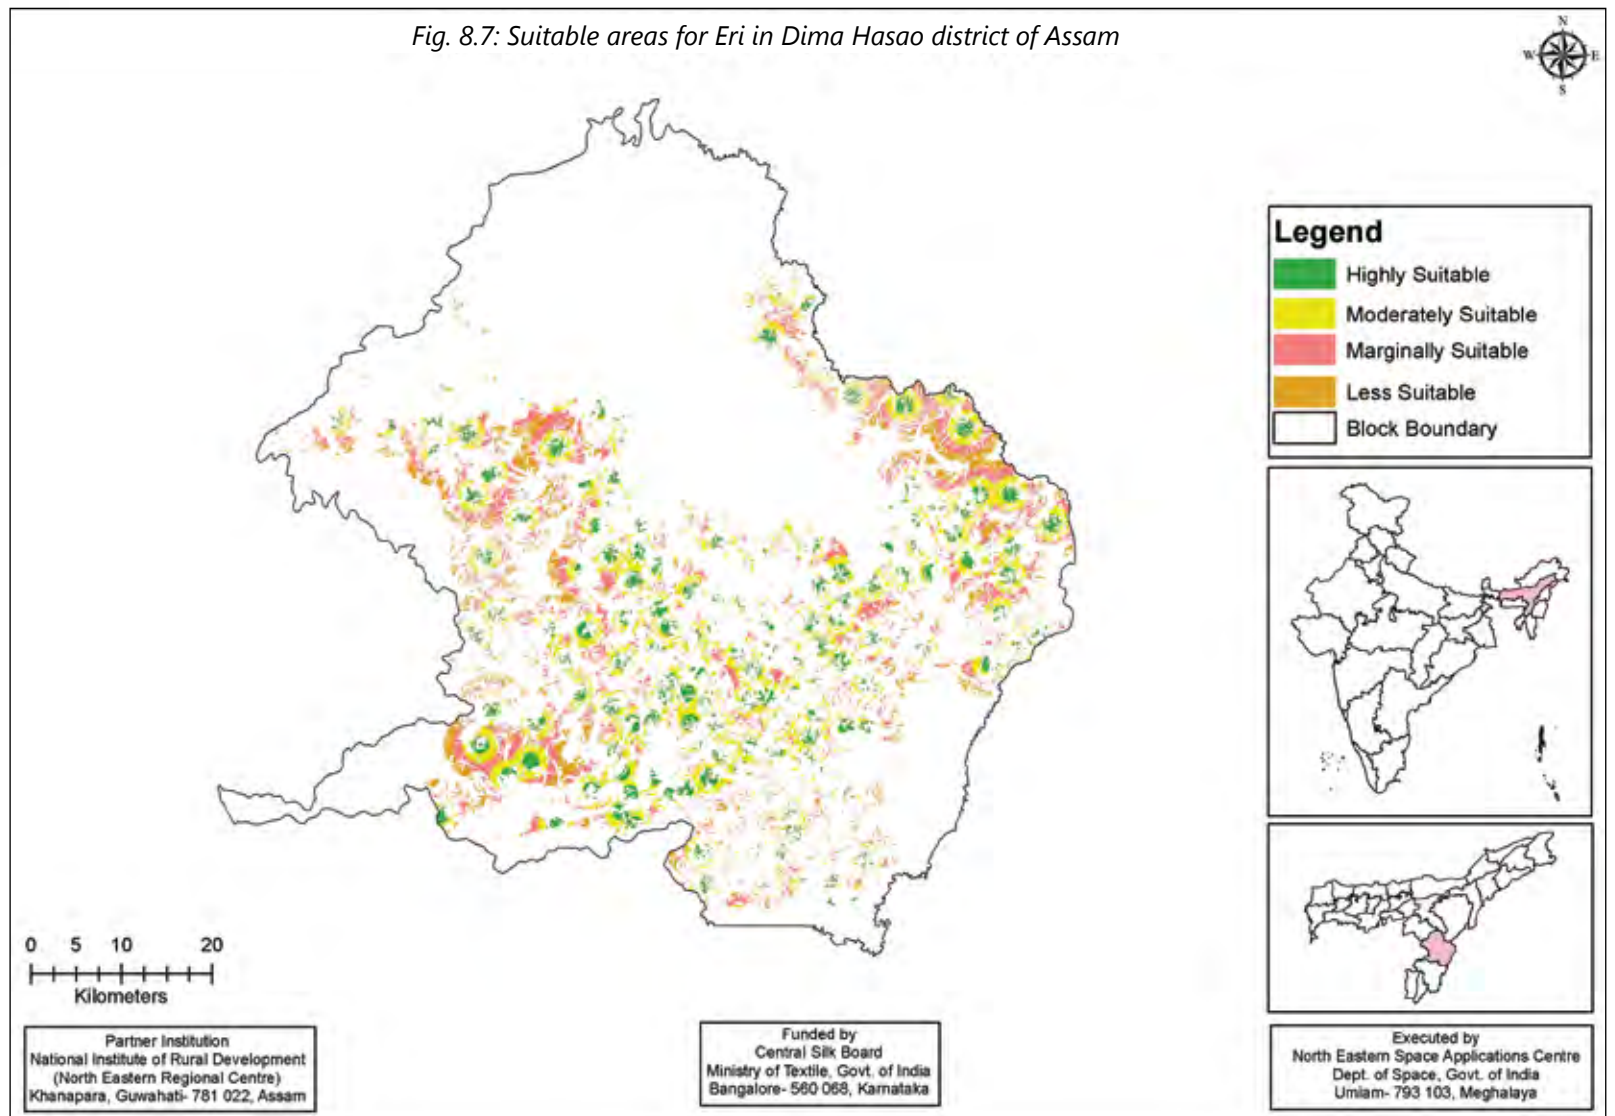 Fig. 8.7: Suitable areas for Eri in Dima Hasao district of Assam
N
W
E
S
Legend
Highly Suitable
Moderately Suitable
Marginally Suitable
Less Suitable
Block Boundary
0 5 10 20
Kilometers
Partner Institution
National Institute of Rural Development
(North Eastern Regional Centre)
Khanapara, Guwahati- 781 022, Assam
Funded by
Central Silk Board
Ministry of Textile, Govt. of India
Bangalore- 560 068, Karnataka
Executed by
North Eastern Space Applications Centre
Dept. of Space, Govt. of India
Umiam- 793 103, Meghalaya